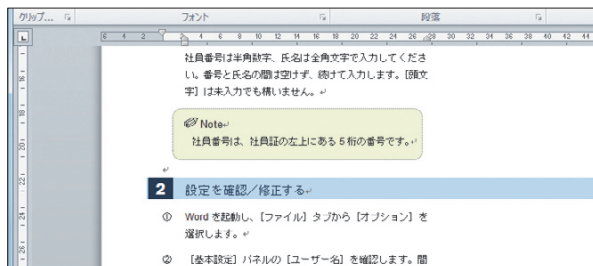 クリップ... フォント 段落
L 6 4 2 2 4 6 8 10 12 14 16 18 20 22 24 26 28 30 32 34 36 38 40 42 44
社員番号は半角数字、氏名は全角文字で入力してくださ
い。番号と氏名の間は空けず、続けて入力します。[頭文
字] は未入力でも構いません。
Note
社員番号は、社員証の左上にある 5 桁の番号です。
2 設定を確認/修正する
① Word を起動し、[ファイル] タブから [オプション] を
選択します。
② [基本設定] パネルの [ユーザー名] を確認します。間
16
18
20
22
24
26